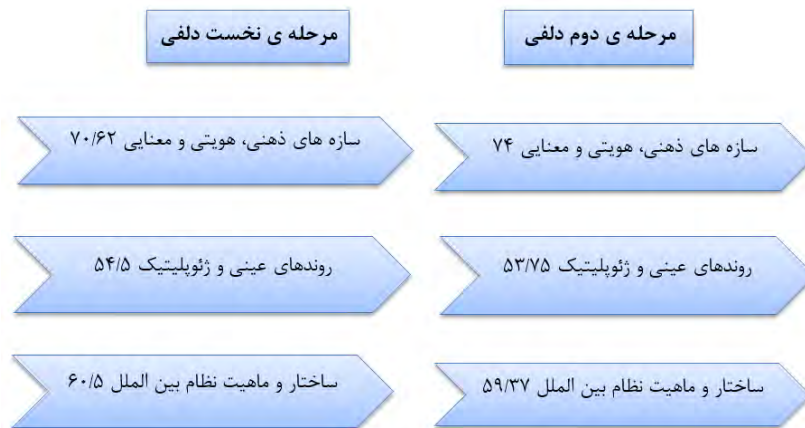 مرحله ی دوم دلفی
مرحله ی نخست دلفی
سازه های ذهنی، هویتی و معنایی ۷۴
سازه های ذهنی، هویتی و معنایی ۷۰/۶۲
روندهای عینی و ژئوپلیتیک ۵۳/۷۵
روندهای عینی و ژئوپلیتیک ۵۴/۵
ساختار و ماهیت نظام بین الملل ۵۹/۳۷
ساختار و ماهیت نظام بین الملل ۶۰/۵